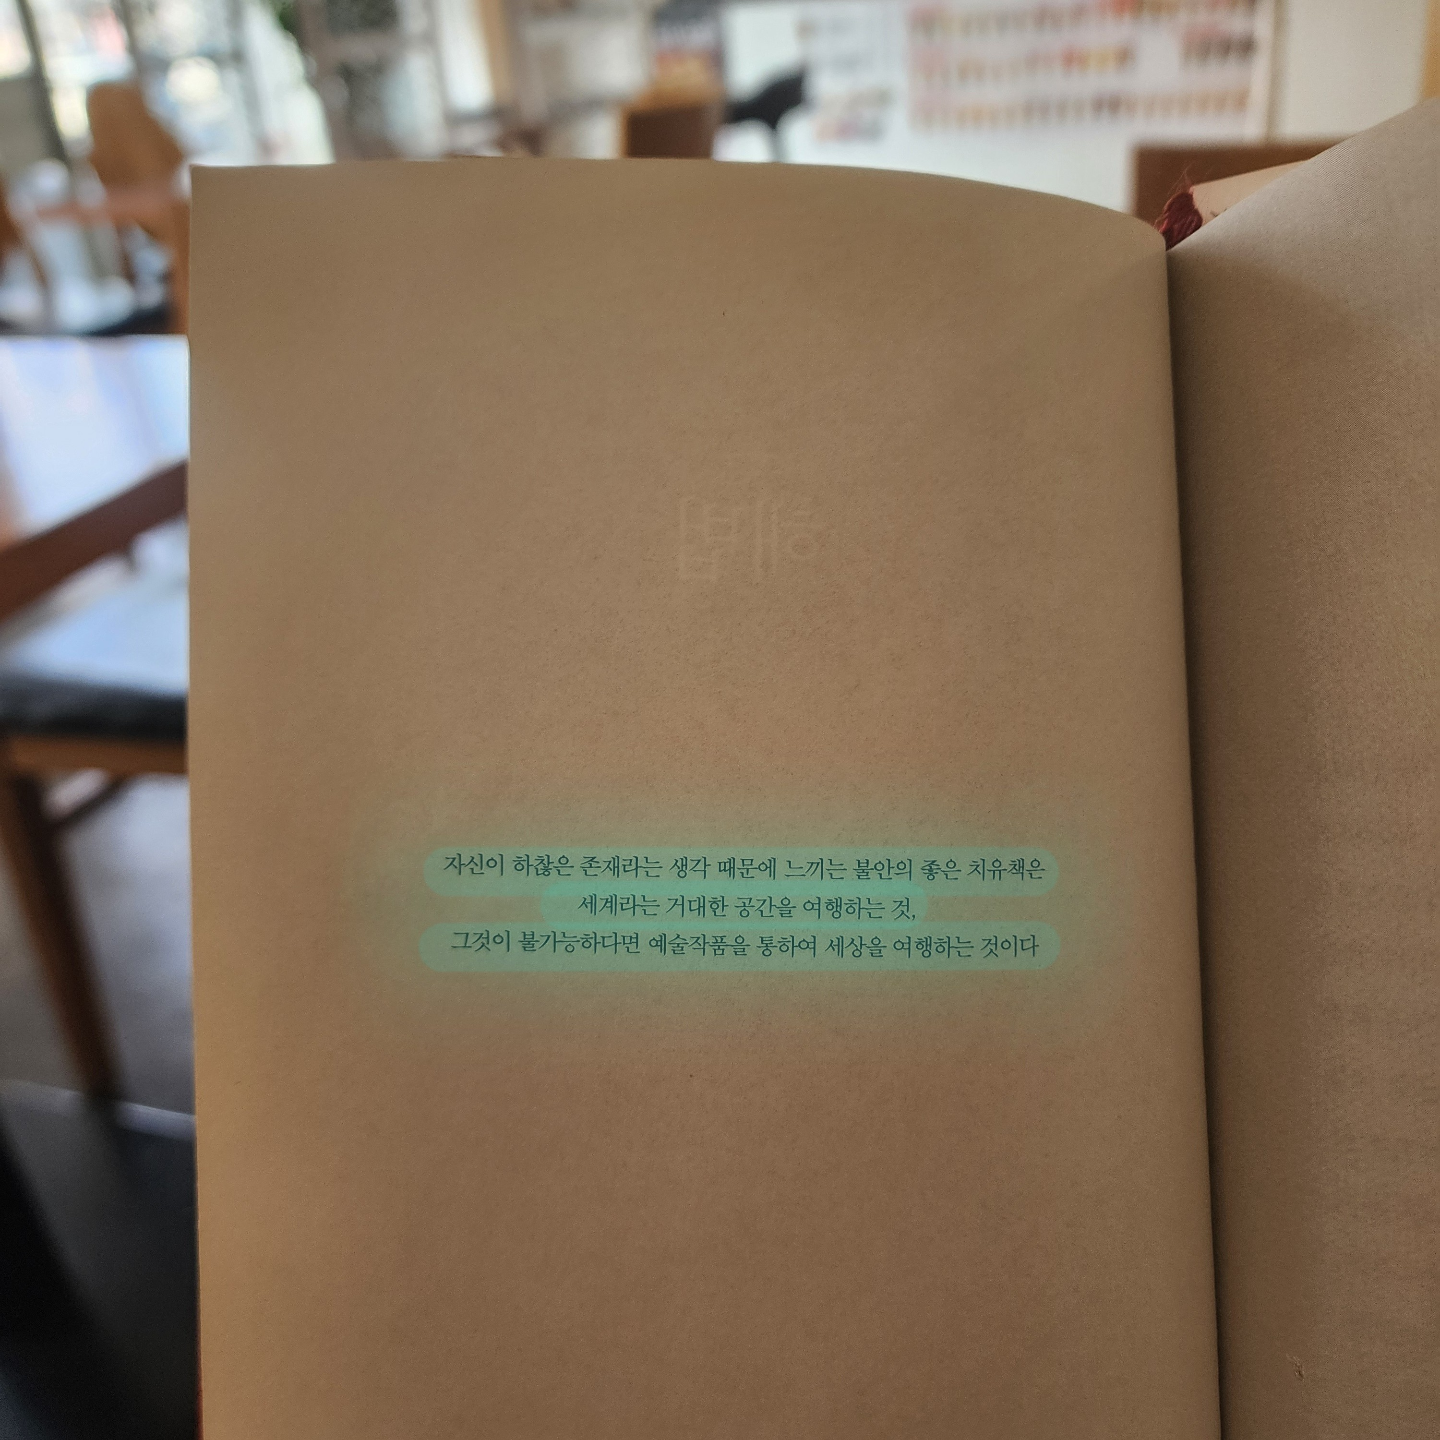 해법
자신이 하찮은 존재라는 생각 때문에 느끼는 불안의 좋은 치유책은
세계라는 거대한 공간을 여행하는 것,
그것이 불가능하다면 예술작품을 통하여 세상을 여행하는 것이다